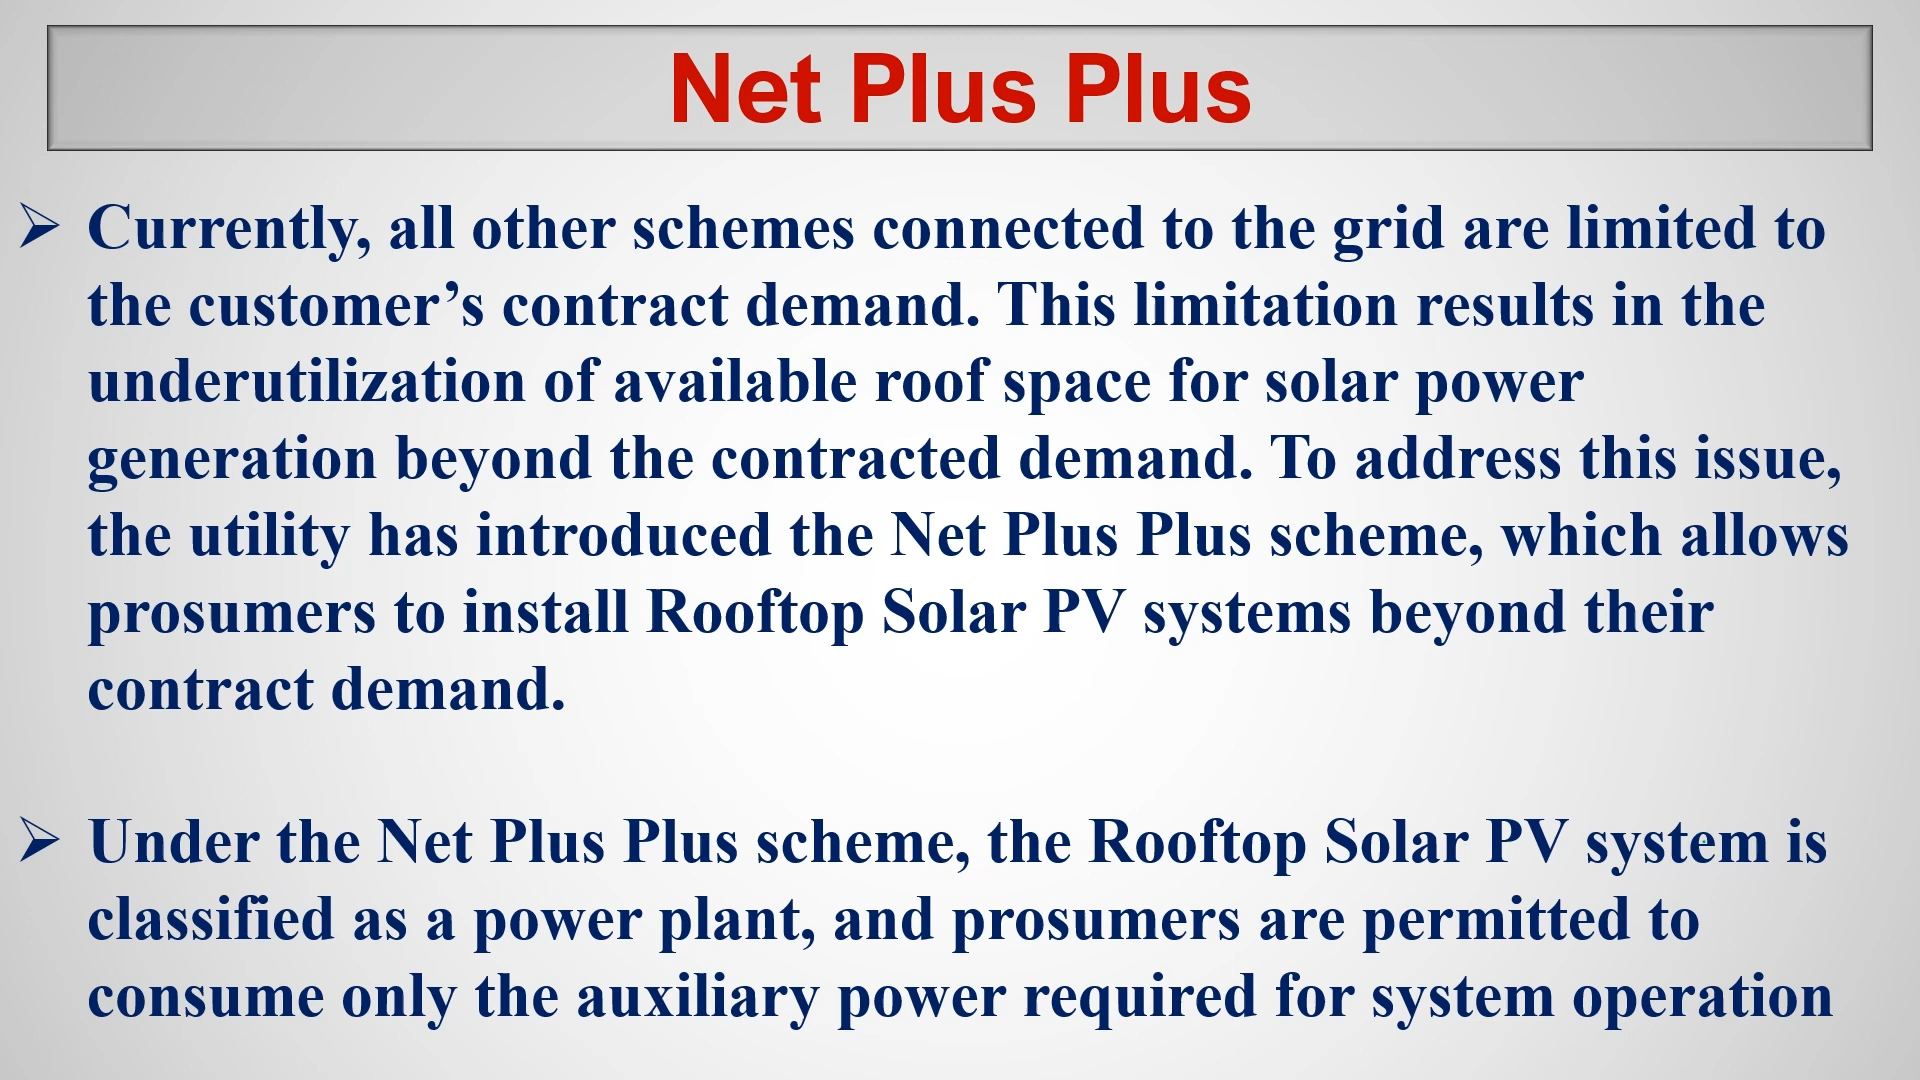 Net Plus Plus
➢ Currently, all other schemes connected to the grid are limited to
the customer’s contract demand. This limitation results in the
underutilization of available roof space for solar power
generation beyond the contracted demand. To address this issue,
the utility has introduced the Net Plus Plus scheme, which allows
prosumers to install Rooftop Solar PV systems beyond their
contract demand.
➢ Under the Net Plus Plus scheme, the Rooftop Solar PV system is
classified as a power plant, and prosumers are permitted to
consume only the auxiliary power required for system operation